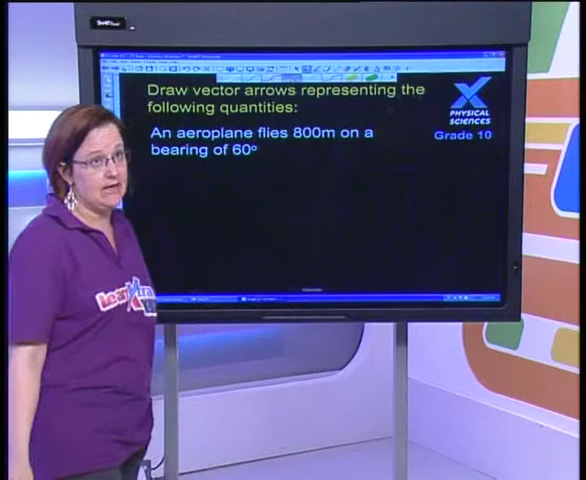 Draw vector arrows representing the
following quantities:
An aeroplane flies 800m on a
bearing of 60º
PHYSICAL
SCIENCES
Grade 10